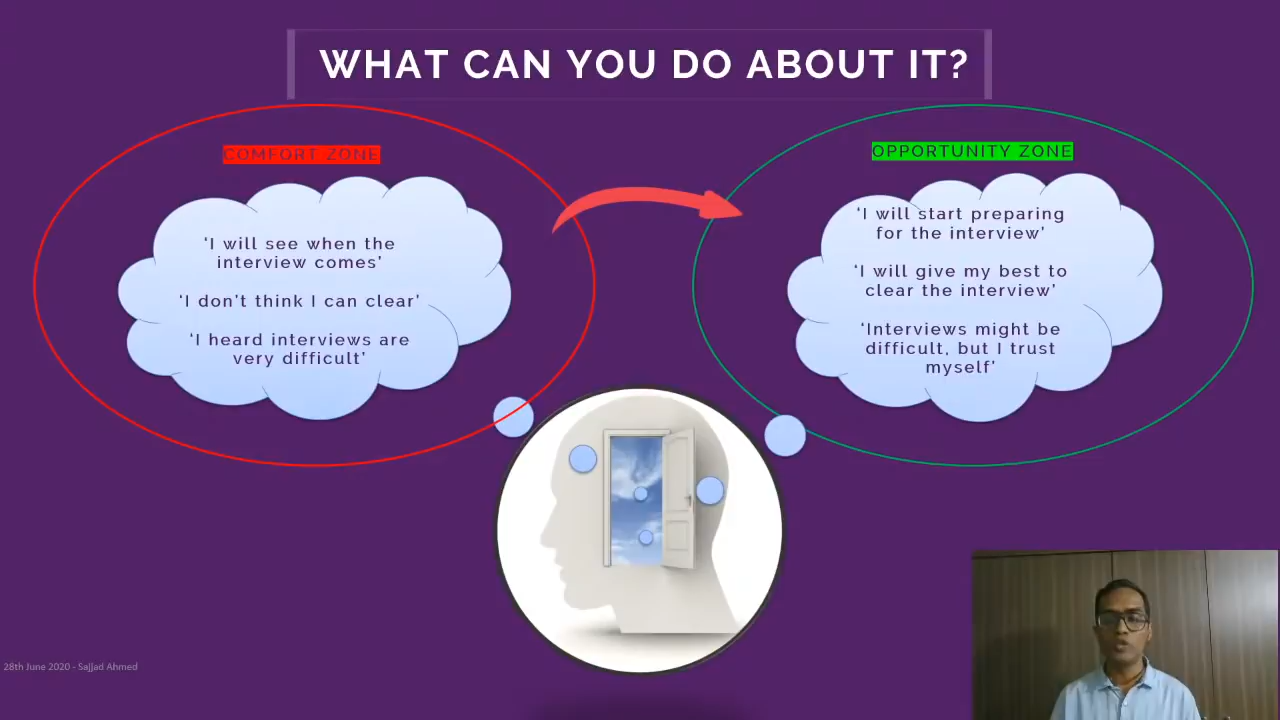 WHAT CAN YOU DO ABOUT IT?
COMFORT ZONE
‘I will see when the
interview comes’
‘I don’t think I can clear’
‘I heard interviews are
very difficult’
OPPORTUNITY ZONE
‘I will start preparing
for the interview’
‘I will give my best to
clear the interview’
‘Interviews might be
difficult, but I trust
myself’
28th June 2020 - Sajjad Ahmed